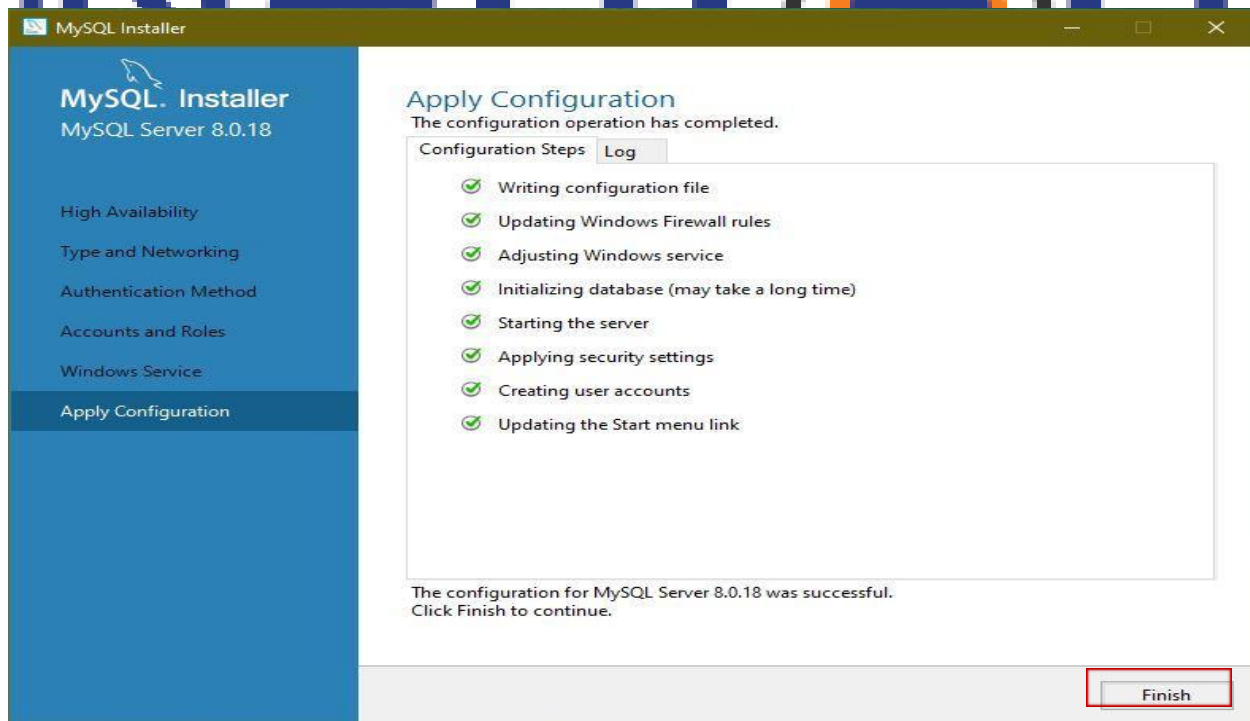 MySQL Installer
MySQL. Installer
MySQL Server 8.0.18
High Availability
Type and Networking
Authentication Method
Accounts and Roles
Windows Service
Apply Configuration
Apply Configuration
The configuration operation has completed.
Configuration Steps Log
Writing configuration file
Updating Windows Firewall rules
Adjusting Windows service
Initializing database (may take a long time)
Starting the server
Applying security settings
Creating user accounts
Updating the Start menu link
The configuration for MySQL Server 8.0.18 was successful.
Click Finish to continue.
Finish